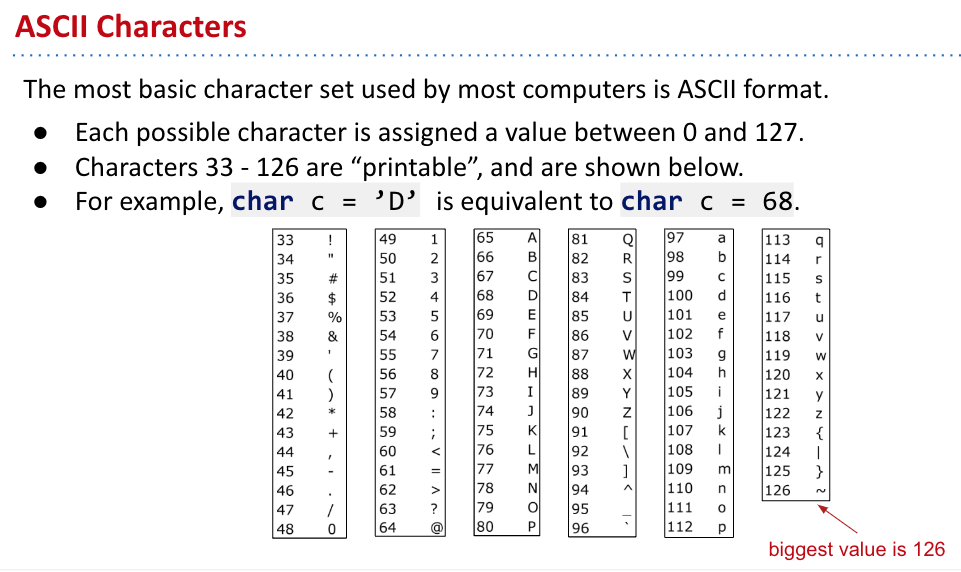 ASCII Characters
The most basic character set used by most computers is ASCII format.
● Each possible character is assigned a value between 0 and 127.
● Characters 33 - 126 are “printable”, and are shown below.
● For example, char c = ’D’ is equivalent to char c = 68.
33 ! 49 1 65 A 81 Q 97 a 113 q
34 " 50 2 66 B 82 R 98 b 114 r
35 # 51 3 67 C 83 S 99 c 115 s
36 $ 52 4 68 D 84 T 100 d 116 t
37 % 53 5 69 E 85 U 101 e 117 u
38 & 54 6 70 F 86 V 102 f 118 v
39 ' 55 7 71 G 87 W 103 g 119 w
40 ( 56 8 72 H 88 X 104 h 120 x
41 ) 57 9 73 I 89 Y 105 i 121 y
42 * 58 : 74 J 90 Z 106 j 122 z
43 + 59 ; 75 K 91 [ 107 k 123 {
44 , 60 < 76 L 92 \ 108 l 124 |
45 - 61 = 77 M 93 ] 109 m 125 }
46 . 62 > 78 N 94 ^ 110 n 126 ~
47 / 63 ? 79 O 95 _ 111 o
48 0 64 @ 80 P 96 ` 112 p
biggest value is 126